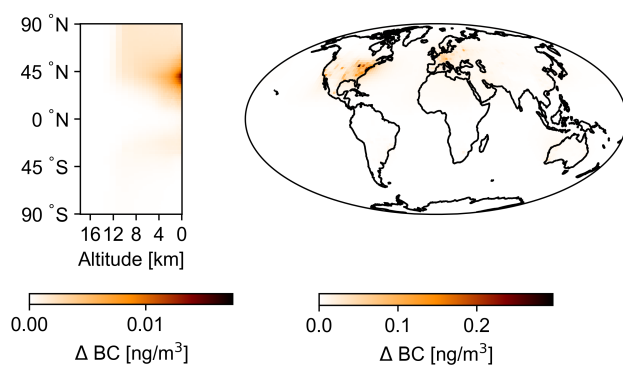 90 °N
45 °N
0 °N
45 °S
90 °S
16 12 8 4 0
Altitude [km]
0.00 0.01
Δ BC [ng/m³]
0.0 0.1 0.2
Δ BC [ng/m³]